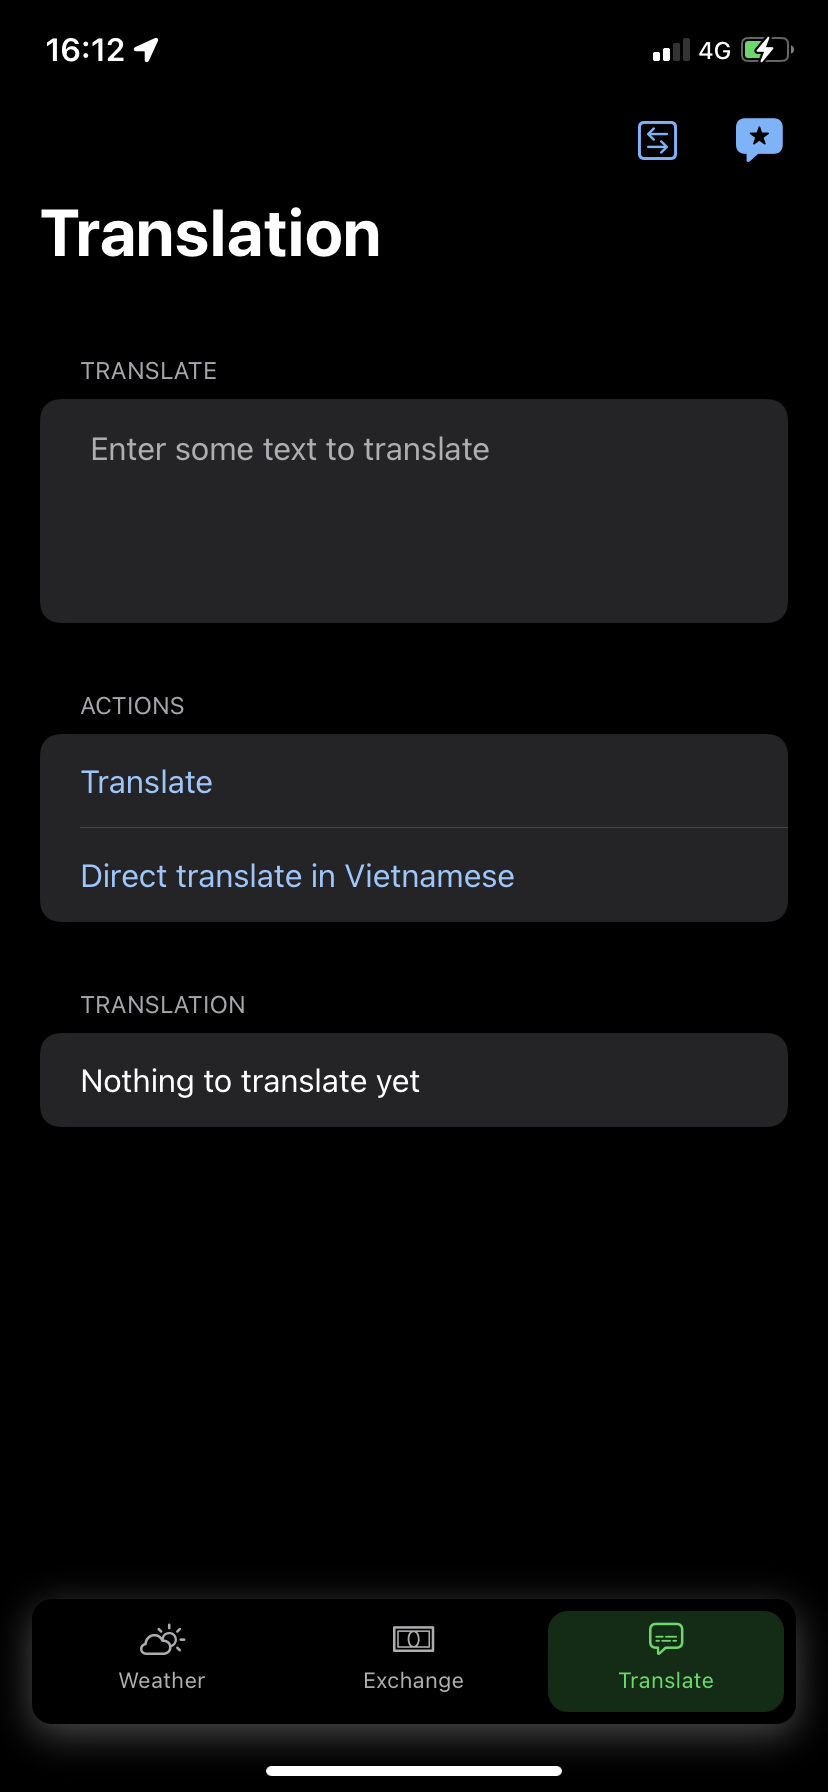 16:12
4G
Translation
TRANSLATE
Enter some text to translate
ACTIONS
Translate
Direct translate in Vietnamese
TRANSLATION
Nothing to translate yet
Weather
Exchange
Translate